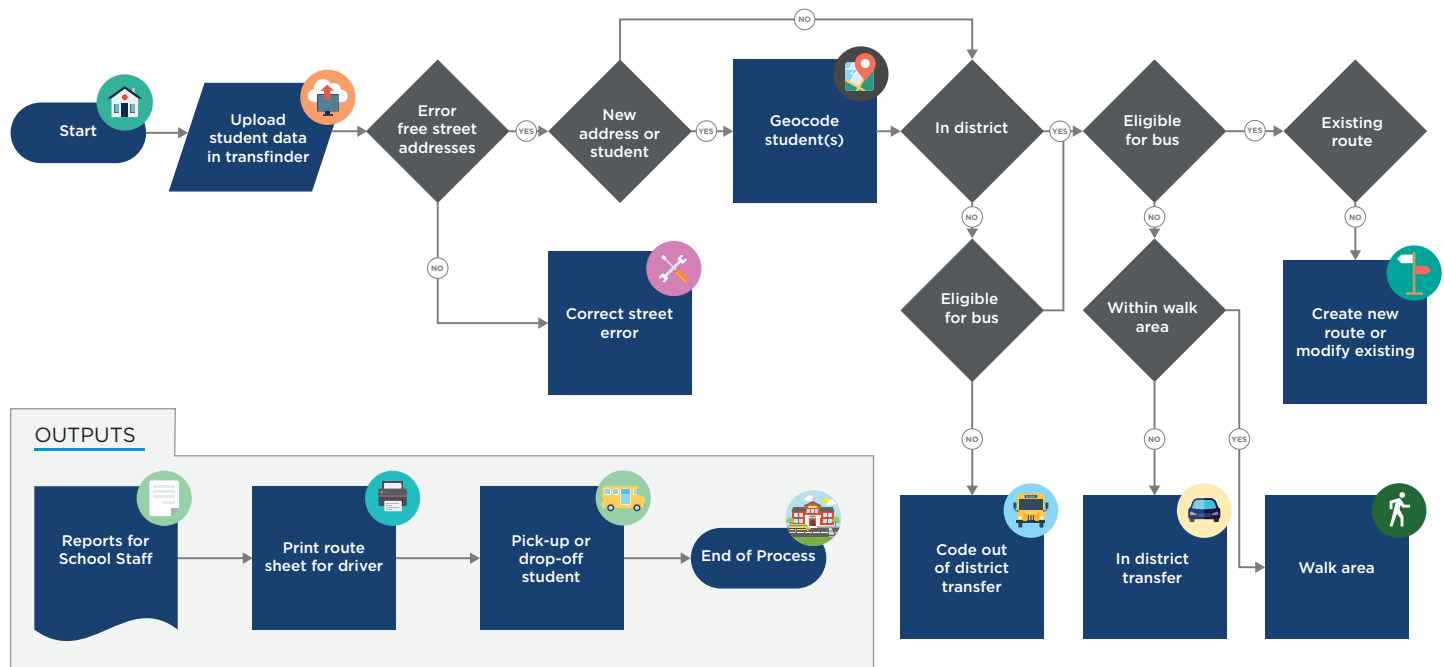 NO
Start
Upload
student data
in transfinder
Error
free street
addresses
YES
New
address or
student
YES
Geocode
student(s)
In district
YES
Eligible
for bus
YES
Existing
route
NO
NO
NO
NO
Correct street
error
Eligible
for bus
Within walk
area
Create new
route or
modify existing
NO
NO
YES
Code out
of district
transfer
In district
transfer
Walk area
OUTPUTS
Reports for
School Staff
Print route
sheet for driver
Pick-up or
drop-off
student
End of Process